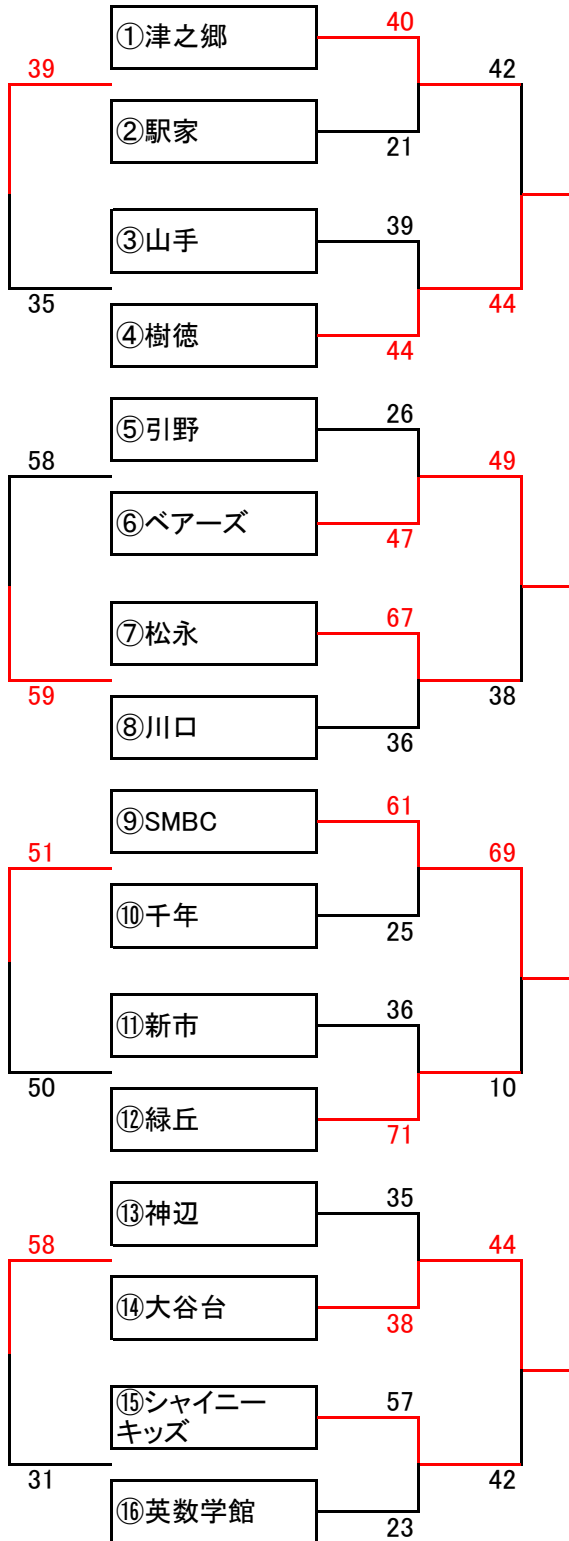 ①津之郷
40
39
42
②駅家
21
③山手
39
35
44
④樹徳
44
⑤引野
26
58
49
⑥ベアーズ
47
⑦松永
67
59
38
⑧川口
36
⑨SMBC
61
51
69
⑩千年
25
⑪新市
36
50
10
⑫緑丘
71
⑬神辺
35
58
44
⑭大谷台
38
⑮シャイニー
キッズ
57
31
42
⑯英数学館
23